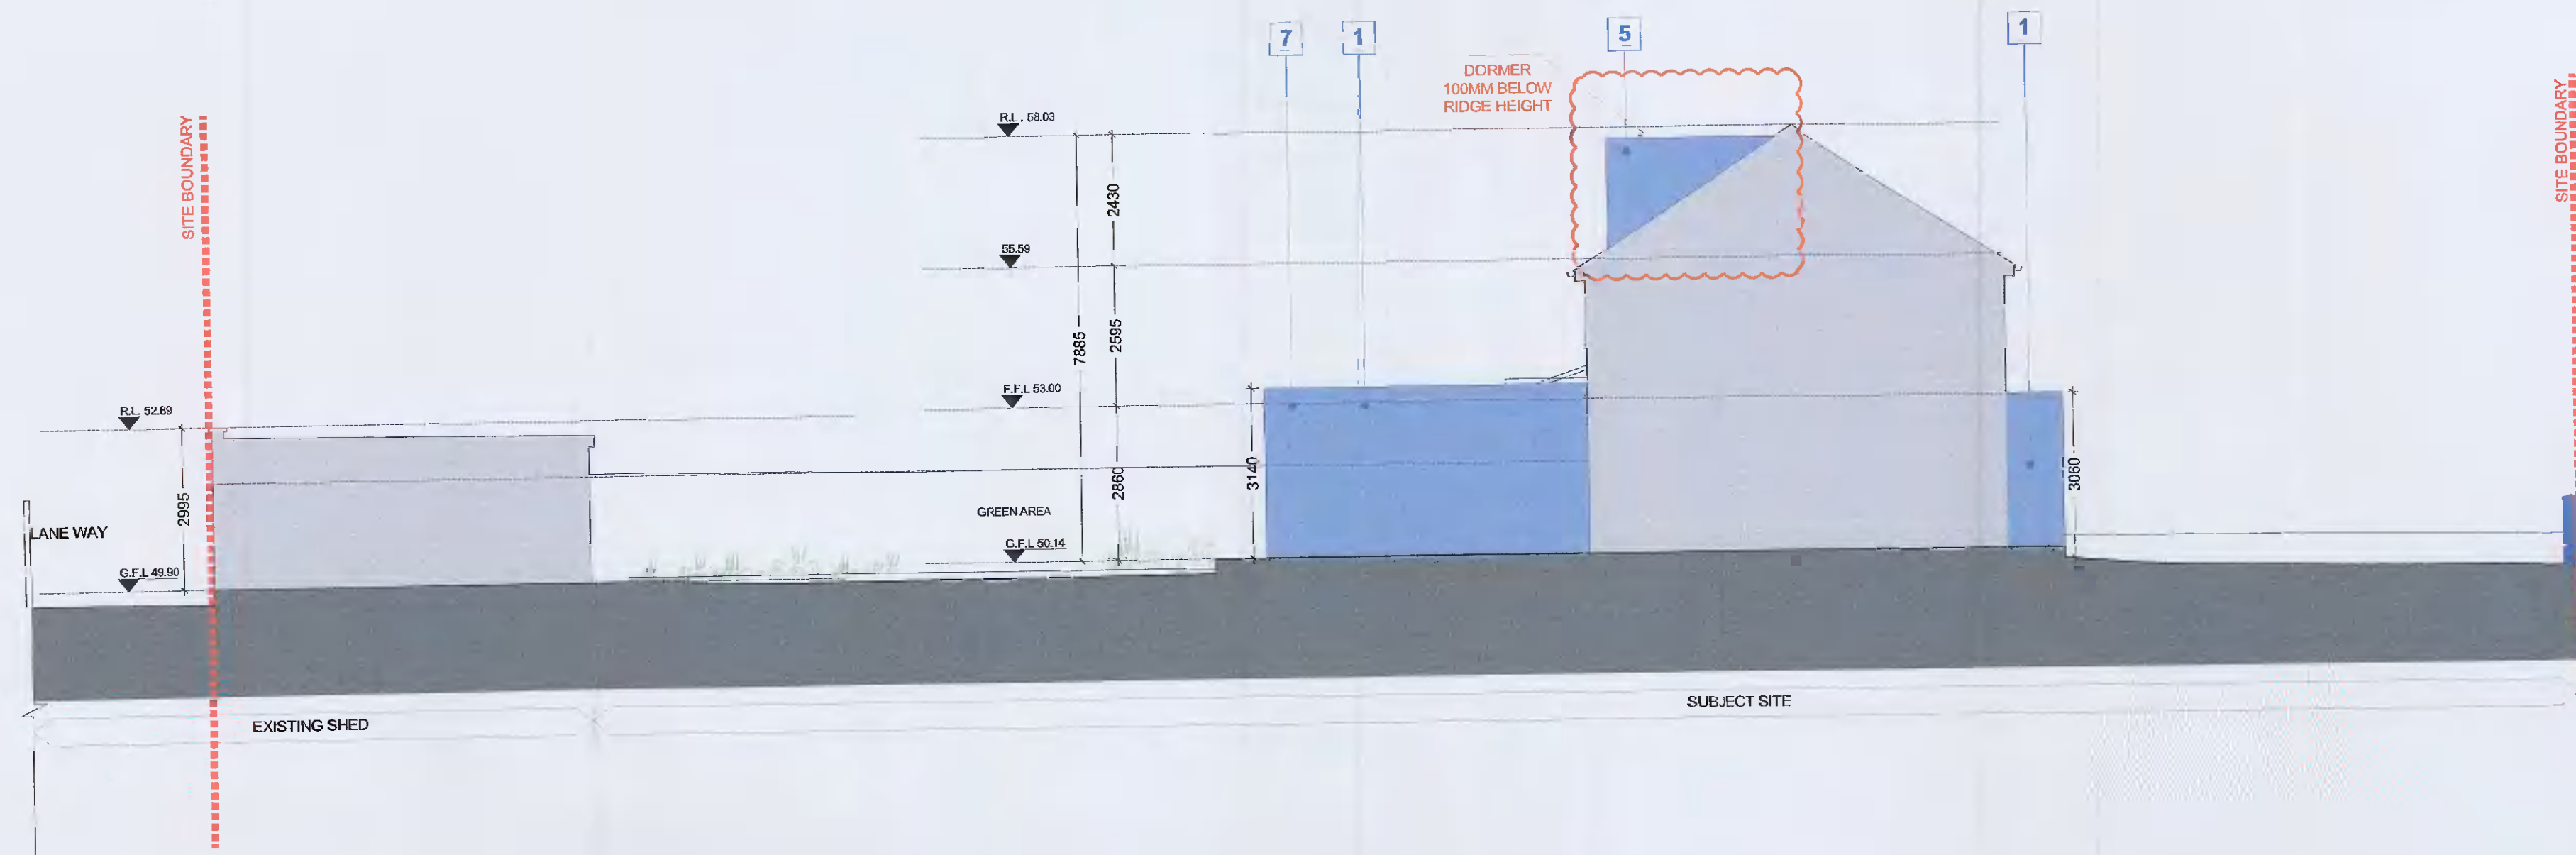 7
1
5
1
DORMER
100MM BELOW
RIDGE HEIGHT
SITE BOUNDARY
SITE BOUNDARY
R.L. 58.03
2430
55.59
2595
7885
F.F.L 53.00
R.L. 52.89
2995
2860
3140
3060
GREEN AREA
LANE WAY
G.F.L 50.14
G.F.L 49.90
SUBJECT SITE
EXISTING SHED